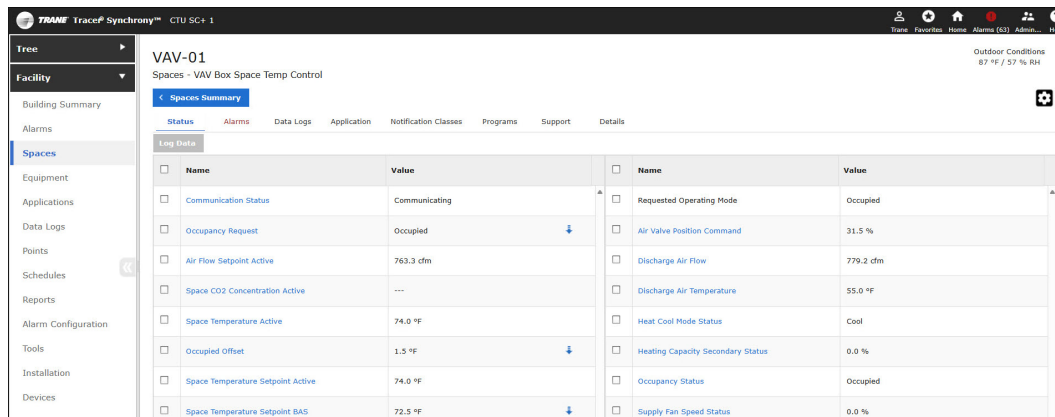 TRANE Tracer® Synchrony™ CTU SC+ 1
Trane Favorites Home Alarms (63) Admin...
Tree
Facility
Building Summary
Alarms
Spaces
Equipment
Applications
Data Logs
Points
Schedules
Reports
Alarm Configuration
Tools
Installation
Devices
VAV-01
Spaces - VAV Box Space Temp Control
Outdoor Conditions
87 ºF / 57 % RH
Spaces Summary
Status Alarms Data Logs Application Notification Classes Programs Support Details
Log Data
Name Value Name Value
Communication Status Communicating Requested Operating Mode Occupied
Occupancy Request Occupied Air Valve Position Command 31.5 %
Air Flow Setpoint Active 763.3 cfm Discharge Air Flow 779.2 cfm
Space CO2 Concentration Active --- Discharge Air Temperature 55.0 ºF
Space Temperature Active 74.0 ºF Heat Cool Mode Status Cool
Occupied Offset 1.5 ºF Heating Capacity Secondary Status 0.0 %
Space Temperature Setpoint Active 74.0 ºF Occupancy Status Occupied
Space Temperature Setpoint BAS 72.5 ºF Supply Fan Speed Status 0.0 %